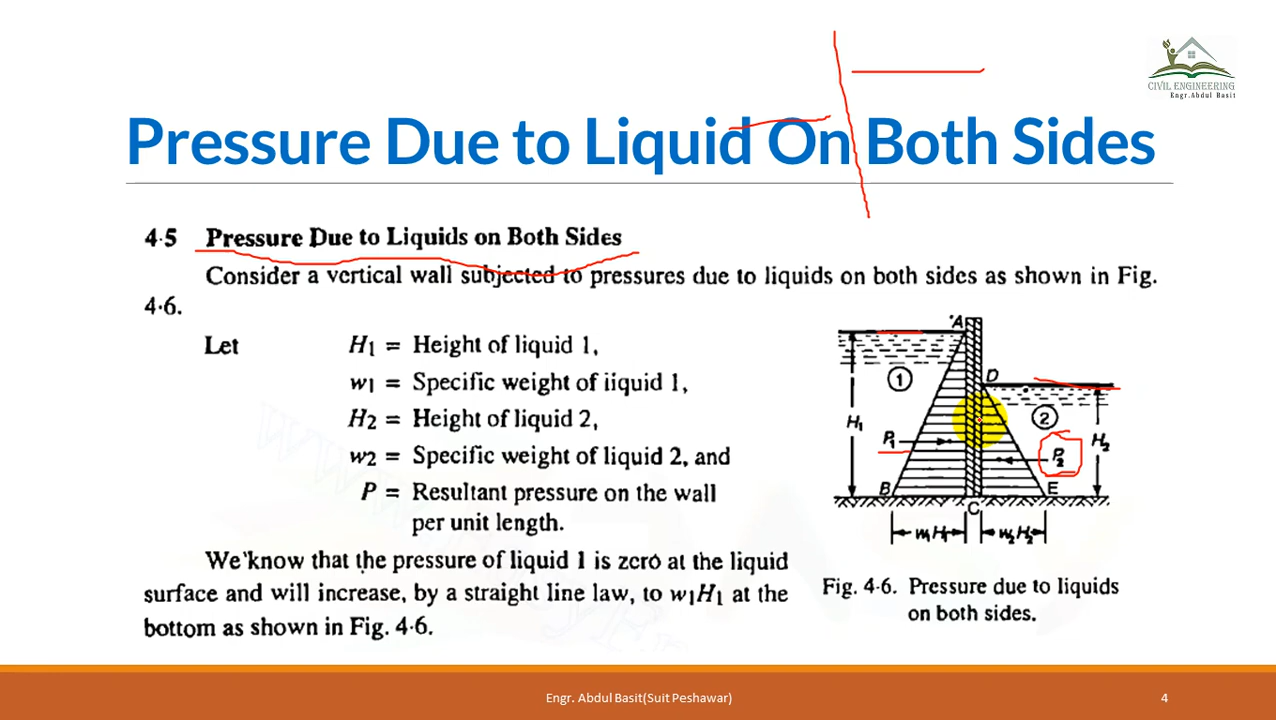 CIVIL ENGINEERING
Engr.Abdul Basit
Pressure Due to Liquid On Both Sides
4·5 Pressure Due to Liquids on Both Sides
Consider a vertical wall subjected to pressures due to liquids on both sides as shown in Fig.
4·6.
Let H1 = Height of liquid 1,
w1 = Specific weight of liquid 1,
H2 = Height of liquid 2,
w2 = Specific weight of liquid 2, and
P = Resultant pressure on the wall
per unit length.
We know that the pressure of liquid 1 is zero at the liquid
surface and will increase, by a straight line law, to w1H1 at the
bottom as shown in Fig. 4·6.
A
1
D
H1
2
P1
P2
H2
B
C
E
w1H1
w2H2
Fig. 4·6. Pressure due to liquids
on both sides.
Engr. Abdul Basit(Suit Peshawar)
4